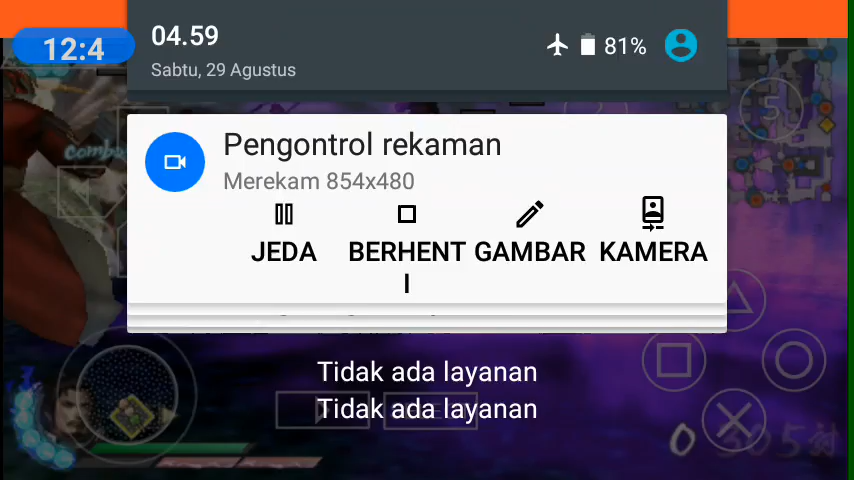 12:4
04.59
81%
Sabtu, 29 Agustus
5
Pengontrol rekaman
Merekam 854x480
JEDA
BERHENT
I
GAMBAR
KAMERA
Tidak ada layanan
Tidak ada layanan